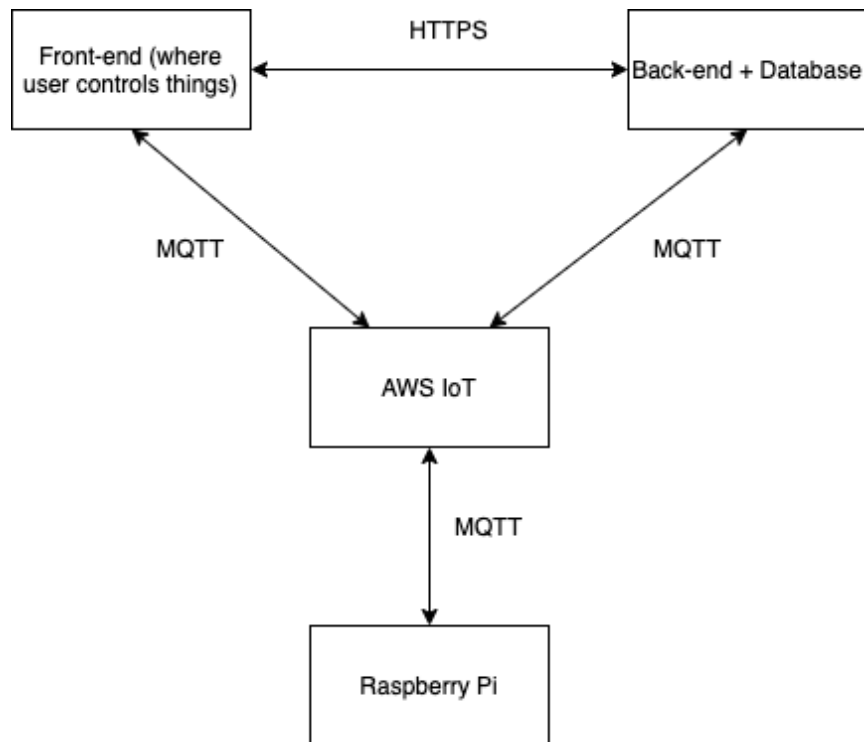 HTTPS
Front-end (where
user controls things)
Back-end + Database
MQTT
MQTT
AWS IoT
MQTT
Raspberry Pi